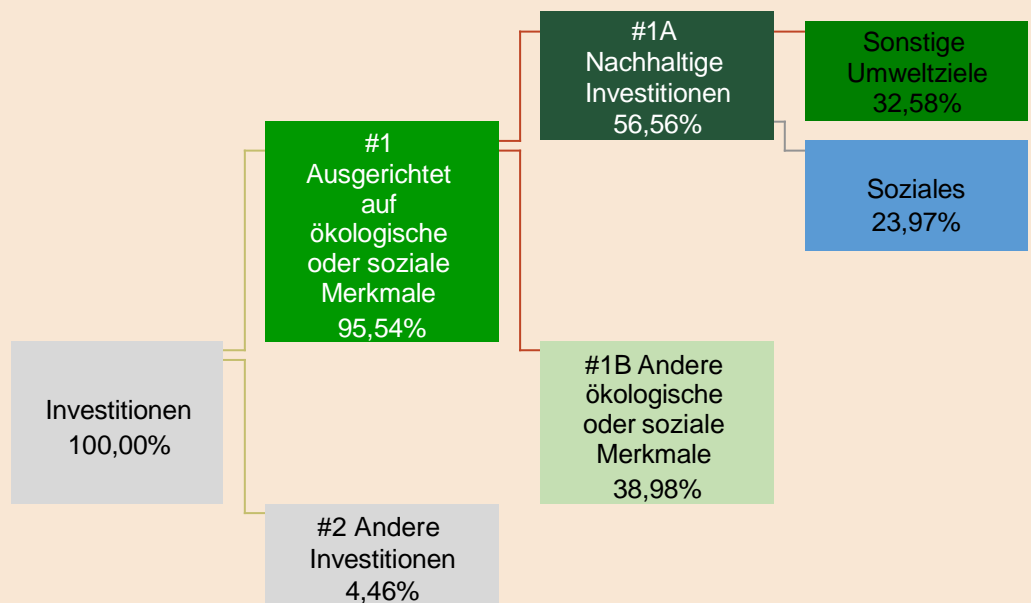 Investitionen
100,00%
#1
Ausgerichtet
auf
ökologische
oder soziale
Merkmale
95,54%
#2 Andere
Investitionen
4,46%
#1A
Nachhaltige
Investitionen
56,56%
#1B Andere
ökologische
oder soziale
Merkmale
38,98%
Sonstige
Umweltziele
32,58%
Soziales
23,97%